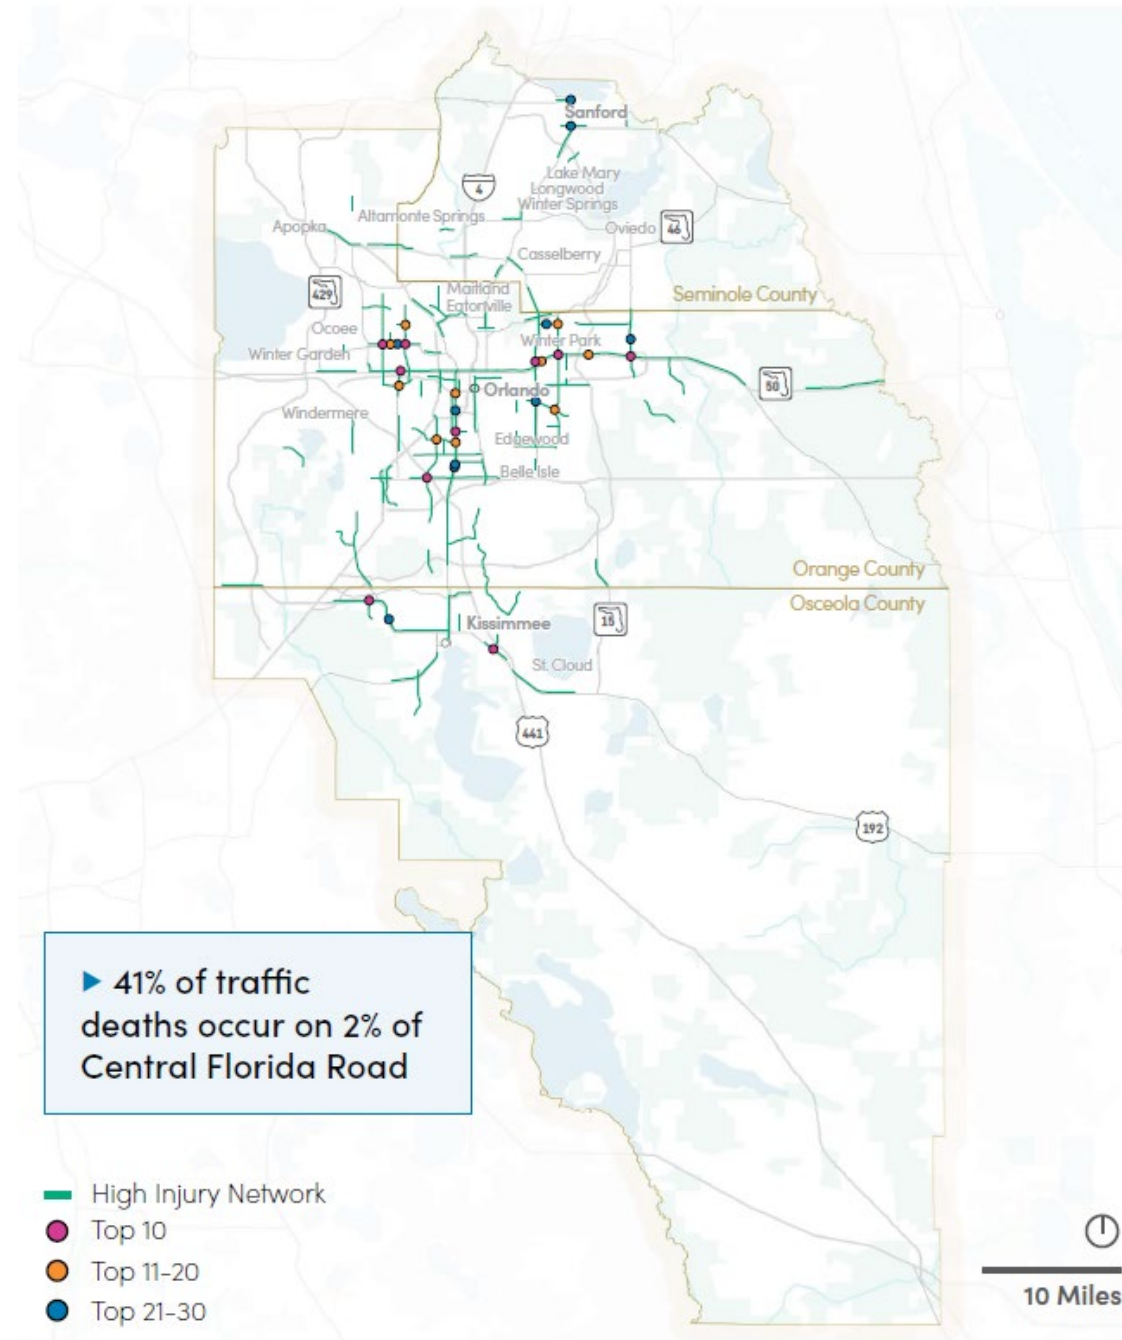 Sanford
Lake Mary
4
Longwood
Winter Springs
Altamonte Springs
Apopka
Oviedo
46
Casselberry
429
Maitland
Eatonville
Seminole County
Ocoee
Winter Park
Winter Garden
50
Orlando
Windermere
Edgewood
Belle Isle
Orange County
Osceola County
15
Kissimmee
St. Cloud
441
192
41% of traffic
deaths occur on 2% of
Central Florida Road
High Injury Network
Top 10
Top 11-20
Top 21-30
10 Miles